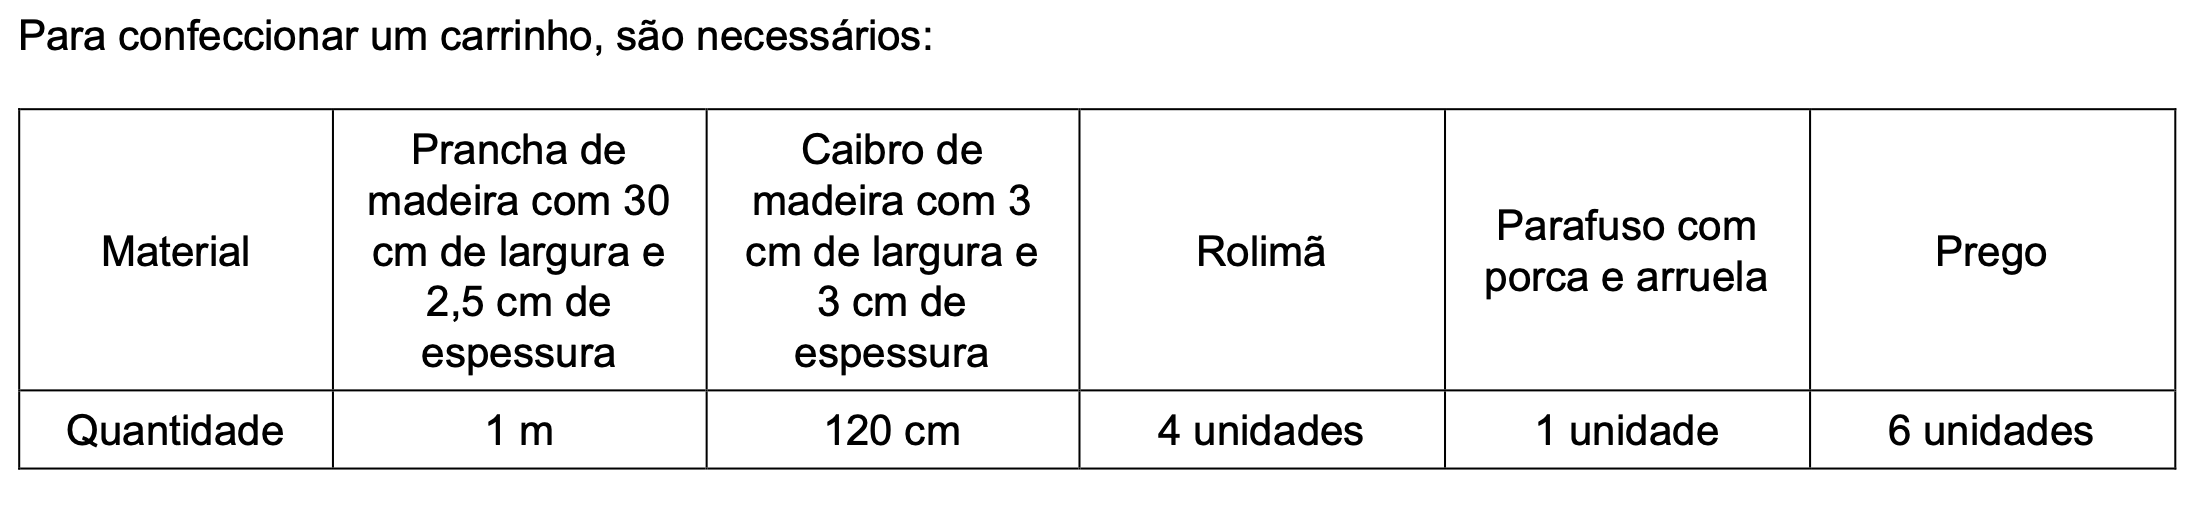 Para confeccionar um carrinho, são necessários:
Material
Prancha de
madeira com 30
cm de largura e
2,5 cm de
espessura
Caibro de
madeira com 3
cm de largura e
3 cm de
espessura
Rolimã
Parafuso com
porca e arruela
Prego
Quantidade
1 m
120 cm
4 unidades
1 unidade
6 unidades